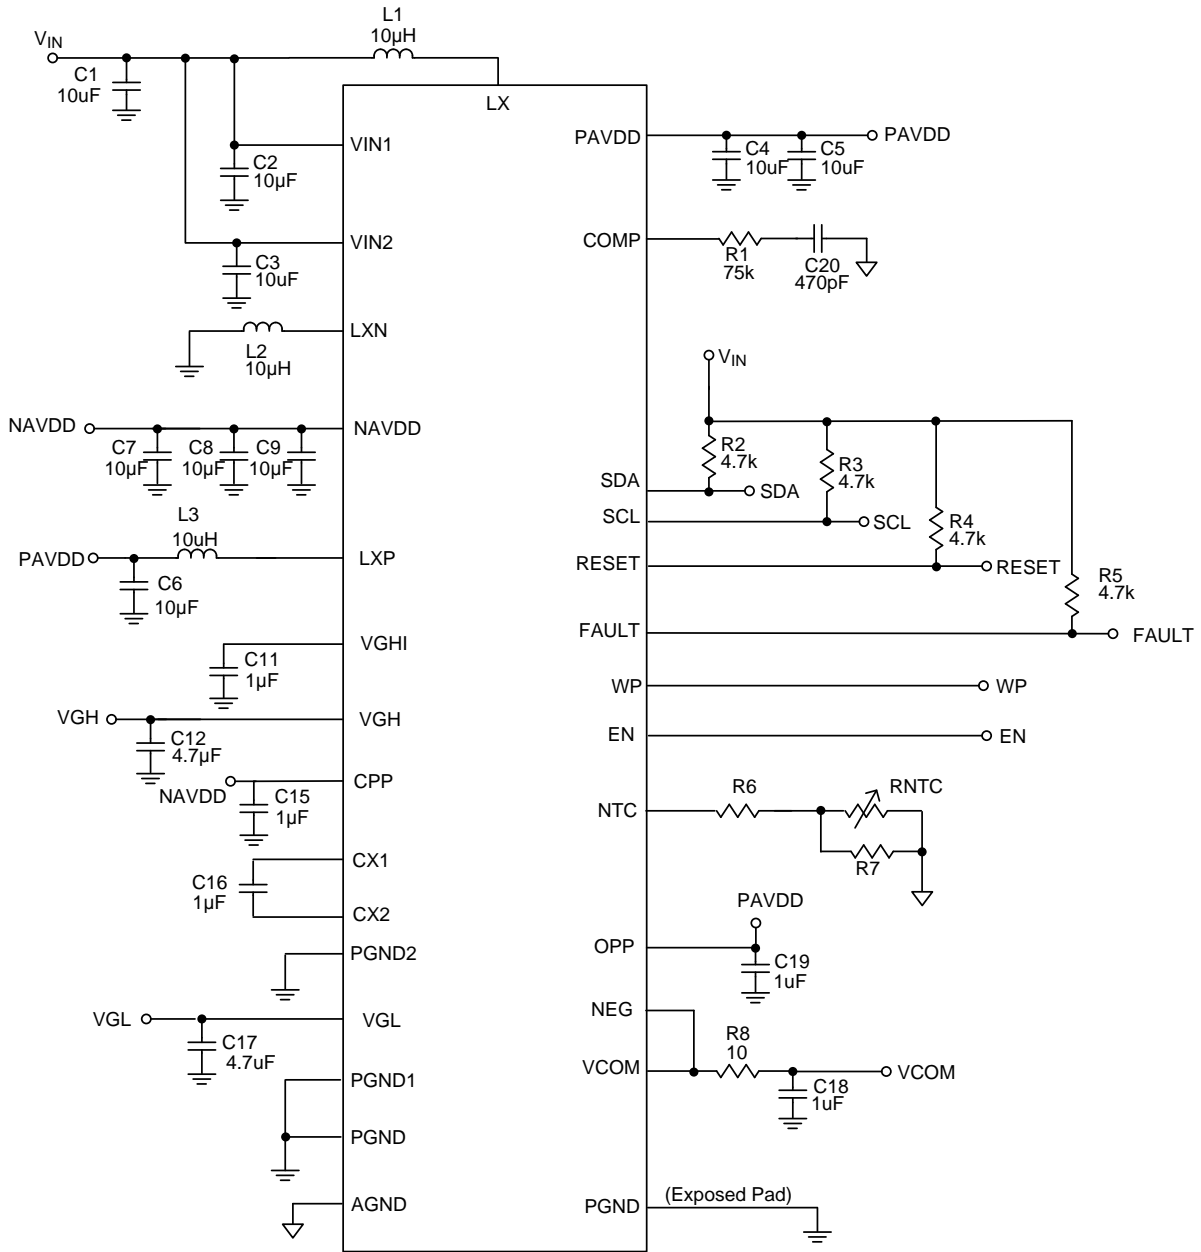 L1
10µH
VIN
C1
10uF
LX
VIN1
C2
10µF
VIN2
C3
10uF
LXN
L2
10µH
NAVDD
NAVDD
C7
10µF
C8
10µF
C9
10µF
L3
10uH
PAVDD
LXP
C6
10µF
VGHI
C11
1µF
VGH
VGH
C12
4.7µF
CPP
NAVDD
C15
1µF
CX1
C16
1µF
CX2
PGND2
VGL
VGL
C17
4.7uF
PGND1
PGND
AGND
PAVDD
PAVDD
C4
10uF
C5
10uF
COMP
R1
75k
C20
470pF
VIN
R2
4.7k
R3
4.7k
SDA
SDA
SCL
SCL
R4
4.7k
RESET
RESET
R5
4.7k
FAULT
FAULT
WP
WP
EN
EN
NTC
R6
RNTC
R7
PAVDD
OPP
C19
1uF
NEG
R8
10
VCOM
VCOM
C18
1uF
PGND
(Exposed Pad)